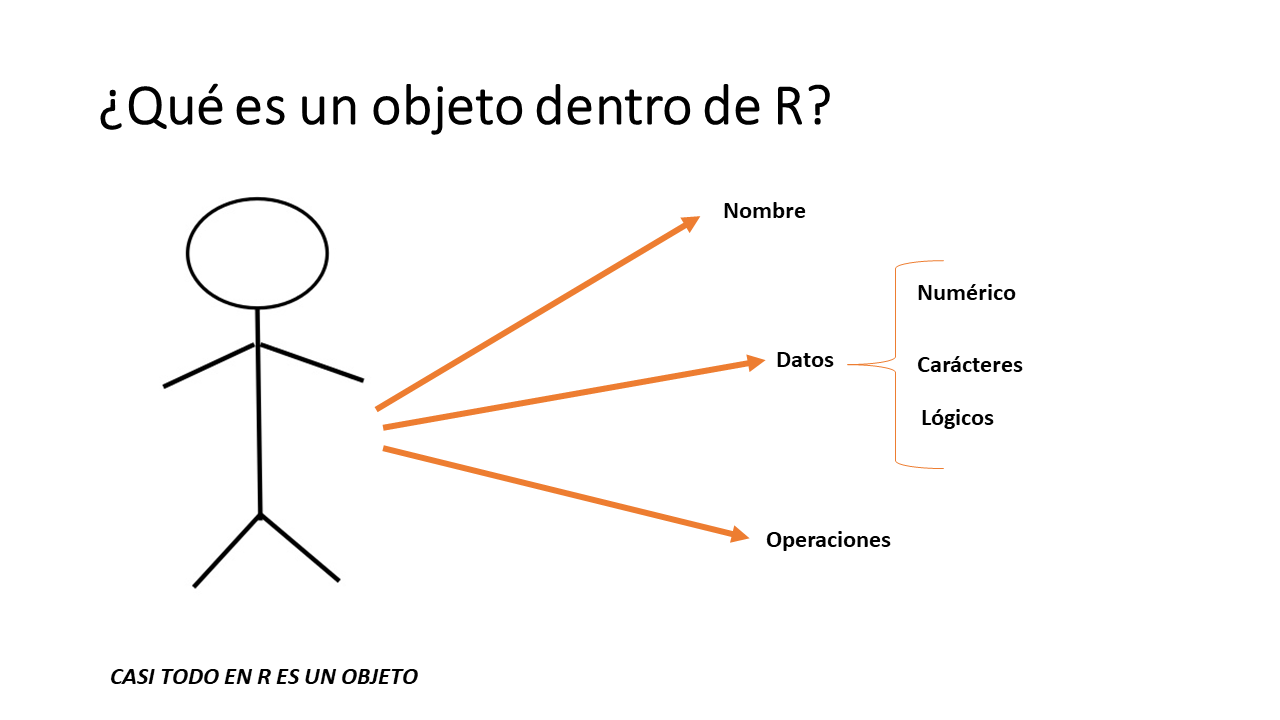 ¿Qué es un objeto dentro de R?
Nombre
Datos
Numérico
Carácteres
Lógicos
Operaciones
CASI TODO EN R ES UN OBJETO